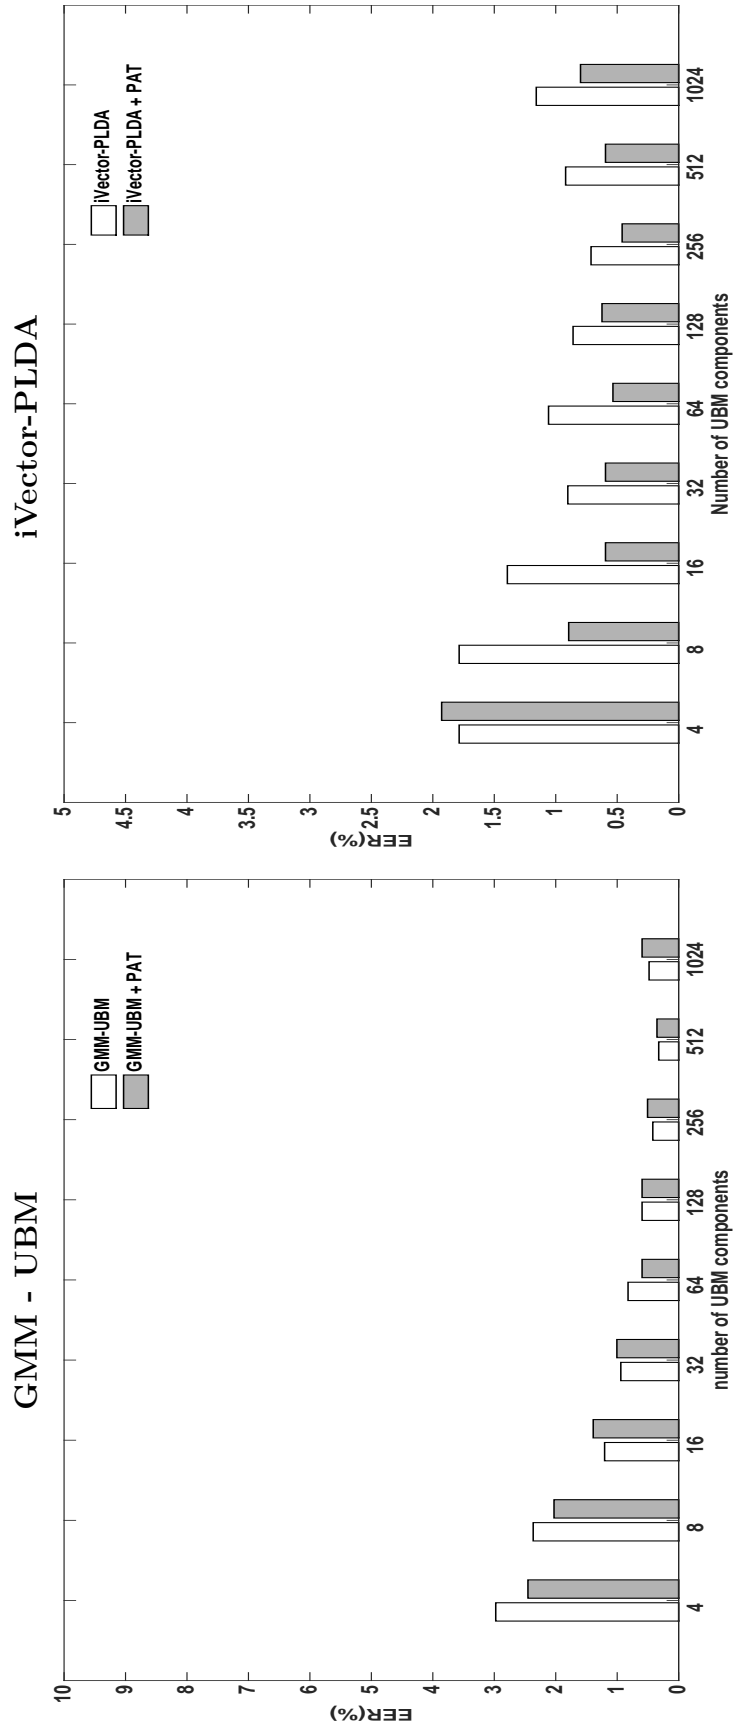 GMM - UBM
10
9
8
7
6
5
4
3
2
1
0
EER(%)
GMM-UBM
GMM-UBM + PAT
4 8 16 32 64 128 256 512 1024
number of UBM components
iVector-PLDA
5
4.5
4
3.5
3
2.5
2
1.5
1
0.5
0
EER(%)
iVector-PLDA
iVector-PLDA + PAT
4 8 16 32 64 128 256 512 1024
Number of UBM components